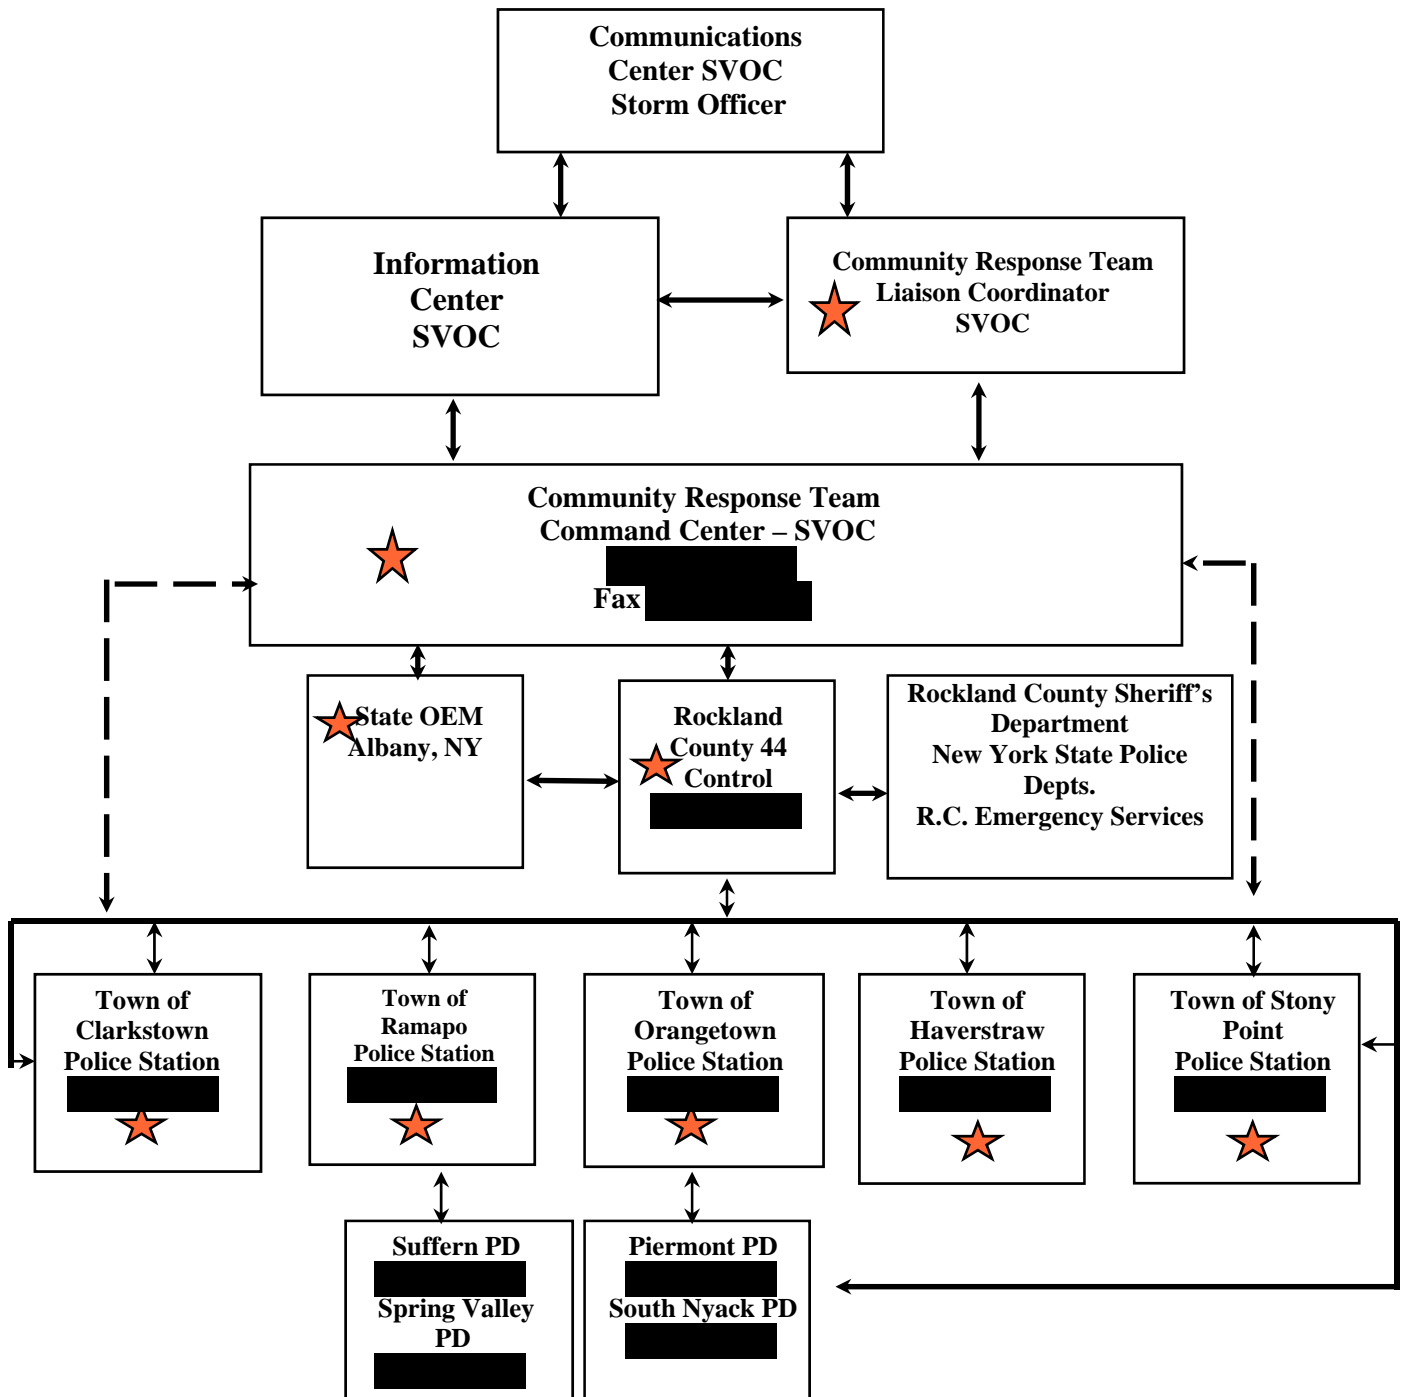 Communications
Center SVOC
Storm Officer
Information
Center
SVOC
Community Response Team
Liaison Coordinator
SVOC
Community Response Team
Command Center – SVOC
Fax
State OEM
Albany, NY
Rockland
County 44
Control
Rockland County Sheriff’s
Department
New York State Police
Depts.
R.C. Emergency Services
Town of
Clarkstown
Police Station
Town of
Ramapo
Police Station
Town of
Orangetown
Police Station
Town of
Haverstraw
Police Station
Town of Stony
Point
Police Station
Suffern PD
Spring Valley
PD
Piermont PD
South Nyack PD